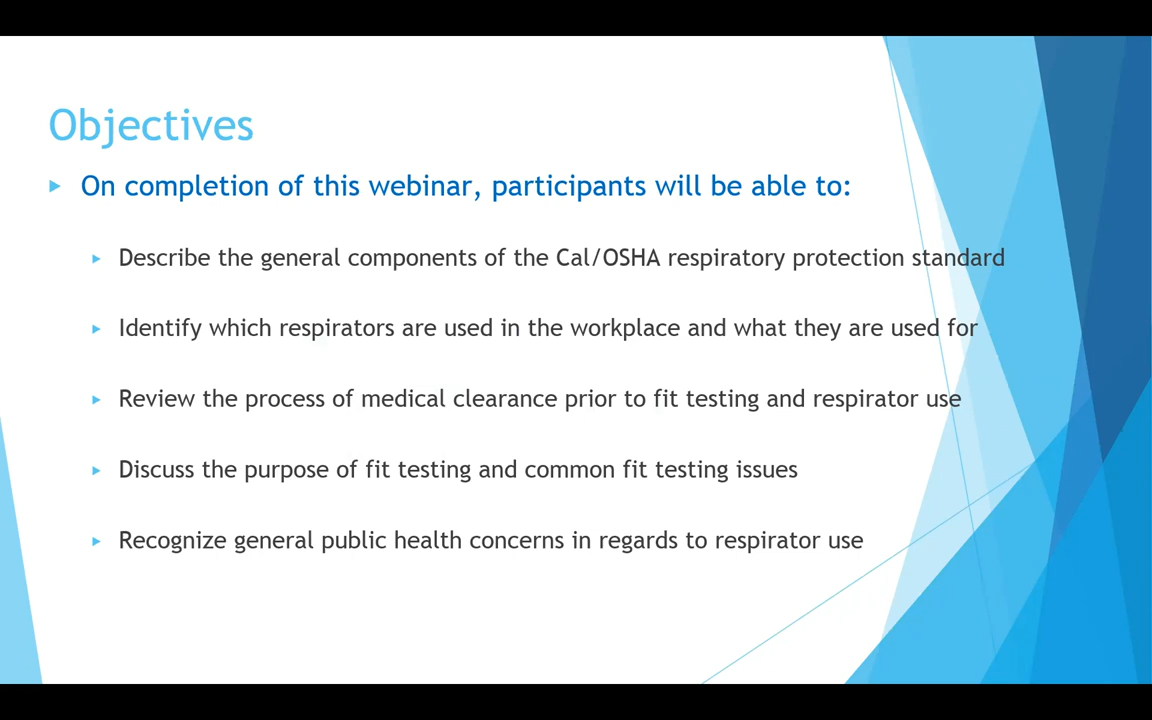 Objectives
On completion of this webinar, participants will be able to:
Describe the general components of the Cal/OSHA respiratory protection standard
Identify which respirators are used in the workplace and what they are used for
Review the process of medical clearance prior to fit testing and respirator use
Discuss the purpose of fit testing and common fit testing issues
Recognize general public health concerns in regards to respirator use